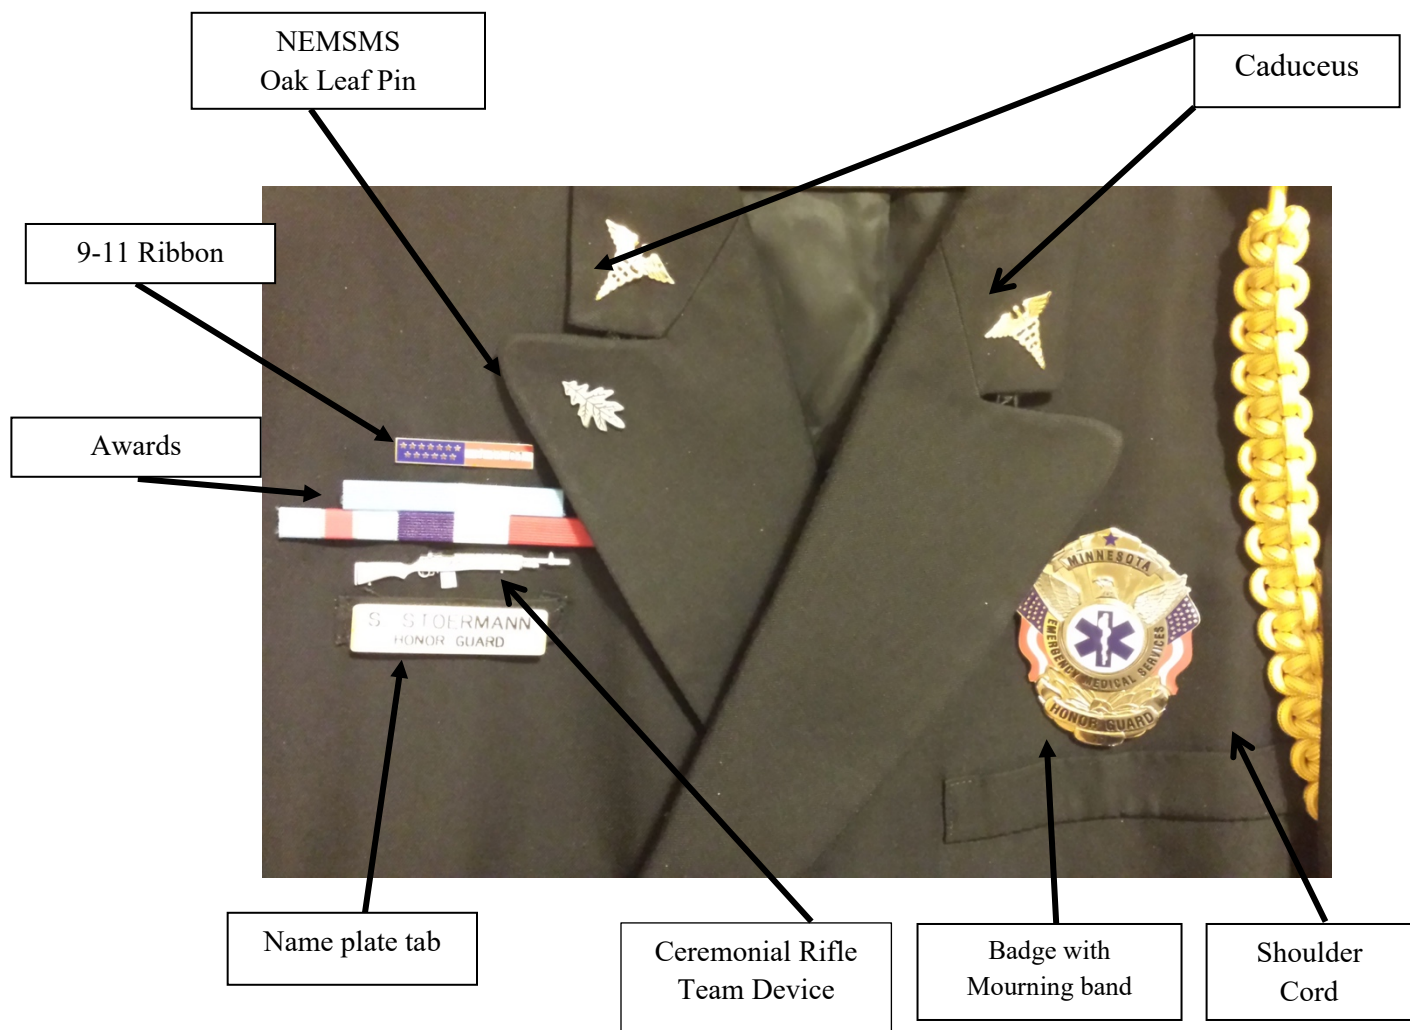 NEMSMS
Oak Leaf Pin
Caduceus
9-11 Ribbon
Awards
S STOERMANN
HONOR GUARD
MINNESOTA
EMERGENCY MEDICAL SERVICES
HONOR GUARD
Name plate tab
Ceremonial Rifle
Team Device
Badge with
Mourning band
Shoulder
Cord